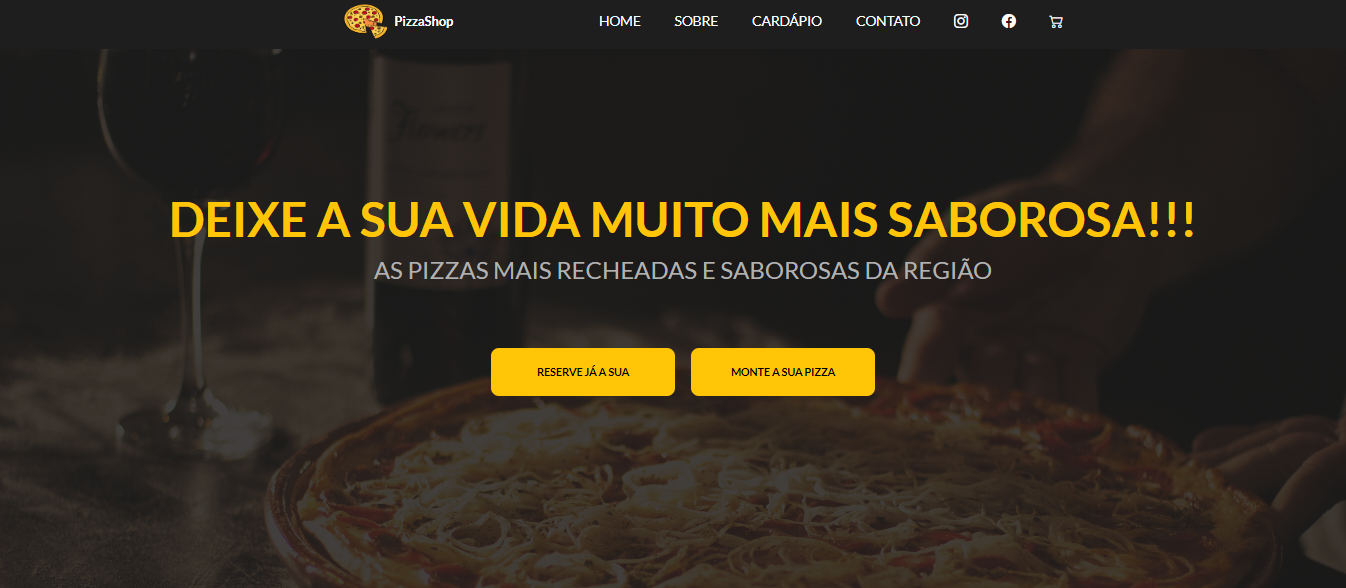 PizzaShop
HOME SOBRE CARDÁPIO CONTATO
Flowers
DEIXE A SUA VIDA MUITO MAIS SABOROSA!!!
AS PIZZAS MAIS RECHEADAS E SABOROSAS DA REGIÃO
RESERVE JÁ A SUA
MONTE A SUA PIZZA